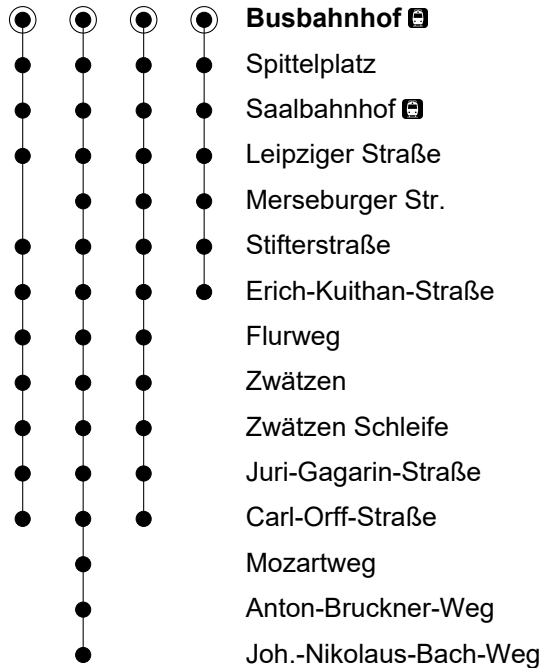 Busbahnhof
Spittelplatz
Saalbahnhof
Leipziger Straße
Merseburger Str.
Stifterstraße
Erich-Kuithan-Straße
Flurweg
Zwätzen
Zwätzen Schleife
Juri-Gagarin-Straße
Carl-Orff-Straße
Mozartweg
Anton-Bruckner-Weg
Joh.-Nikolaus-Bach-Weg